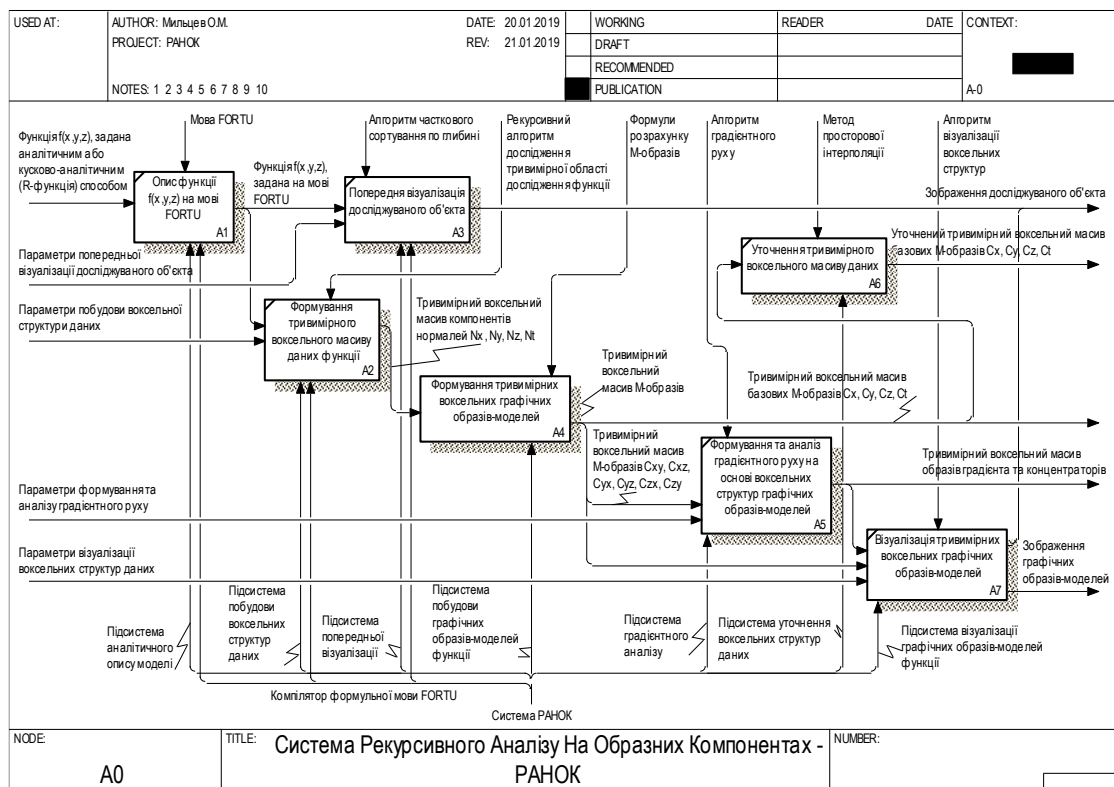 USED AT:
AUTHOR: Мильцев О.М.
DATE: 20.01.2019
WORKING
READER
DATE
CONTEXT:
PROJECT: РАНОК
REV: 21.01.2019
DRAFT
RECOMMENDED
NOTES: 1 2 3 4 5 6 7 8 9 10
PUBLICATION
A-0
Мова FORTU
Алгоритм часткового
сортування по глибині
Рекурсивний
алгоритм
дослідження
тривимірної області
дослідження функції
Формули
розрахунку
М-образів
Алгоритм
градієнтного
руху
Метод
просторової
інтерполяції
Алгоритм
візуалізації
воксельних
структур
Функція f(x,y,z), задана
аналітичним або
кусково-аналітичним
(R-функція) способом
Опис функції
f(x,y,z) на мові
FORTU
A1
Функція f(x,y,z),
задана на мові
FORTU
Попередня візуалізація
досліджуваного об'єкта
A3
Зображення досліджуваного об'єкта
Уточнення тривимірного
воксельного масиву даних
A6
Уточнений тривимірний воксельний масив
базових М-образів Cx, Cy, Cz, Ct
Параметри попередньої
візуалізації досліджуваного об'єкта
Параметри побудови воксельної
структури даних
Формування
тривимірного
воксельного масиву
даних функції
A2
Тривимірний воксельний
масив компонентів
нормалей Nx, Ny, Nz, Nt
Формування тривимірних
воксельних графічних
образів-моделей
A4
Тривимірний
воксельний
масив М-образів
Тривимірний воксельний масив
базових М-образів Cx, Cy, Cz, Ct
Тривимірний
воксельний масив
М-образів Cxy, Cxz,
Cyx, Cyz, Czx, Czy
Формування та аналіз
градієнтного руху на
основі воксельних
структур графічних
образів-моделей
A5
Тривимірний воксельний масив
образів градієнта та концентраторів
Параметри формування та
аналізу градієнтного руху
Параметри візуалізації
воксельних структур даних
Візуалізація тривимірних
воксельних графічних
образів-моделей
A7
Зображення
графічних
образів-моделей
Підсистема
аналітичного
опису моделі
Підсистема
побудови
воксельних
структур
даних
Підсистема
попередньої
візуалізації
Підсистема
побудови
графічних
образів-моделей
функції
Підсистема
градієнтного
аналізу
Підсистема уточнення
воксельних структур
даних
Підсистема візуалізації
графічних образів-моделей
функції
Компілятор формульної мови FORTU
Система РАНОК
NODE:
A0
TITLE:
Система Рекурсивного Аналізу На Образних Компонентах -
РАНОК
NUMBER: